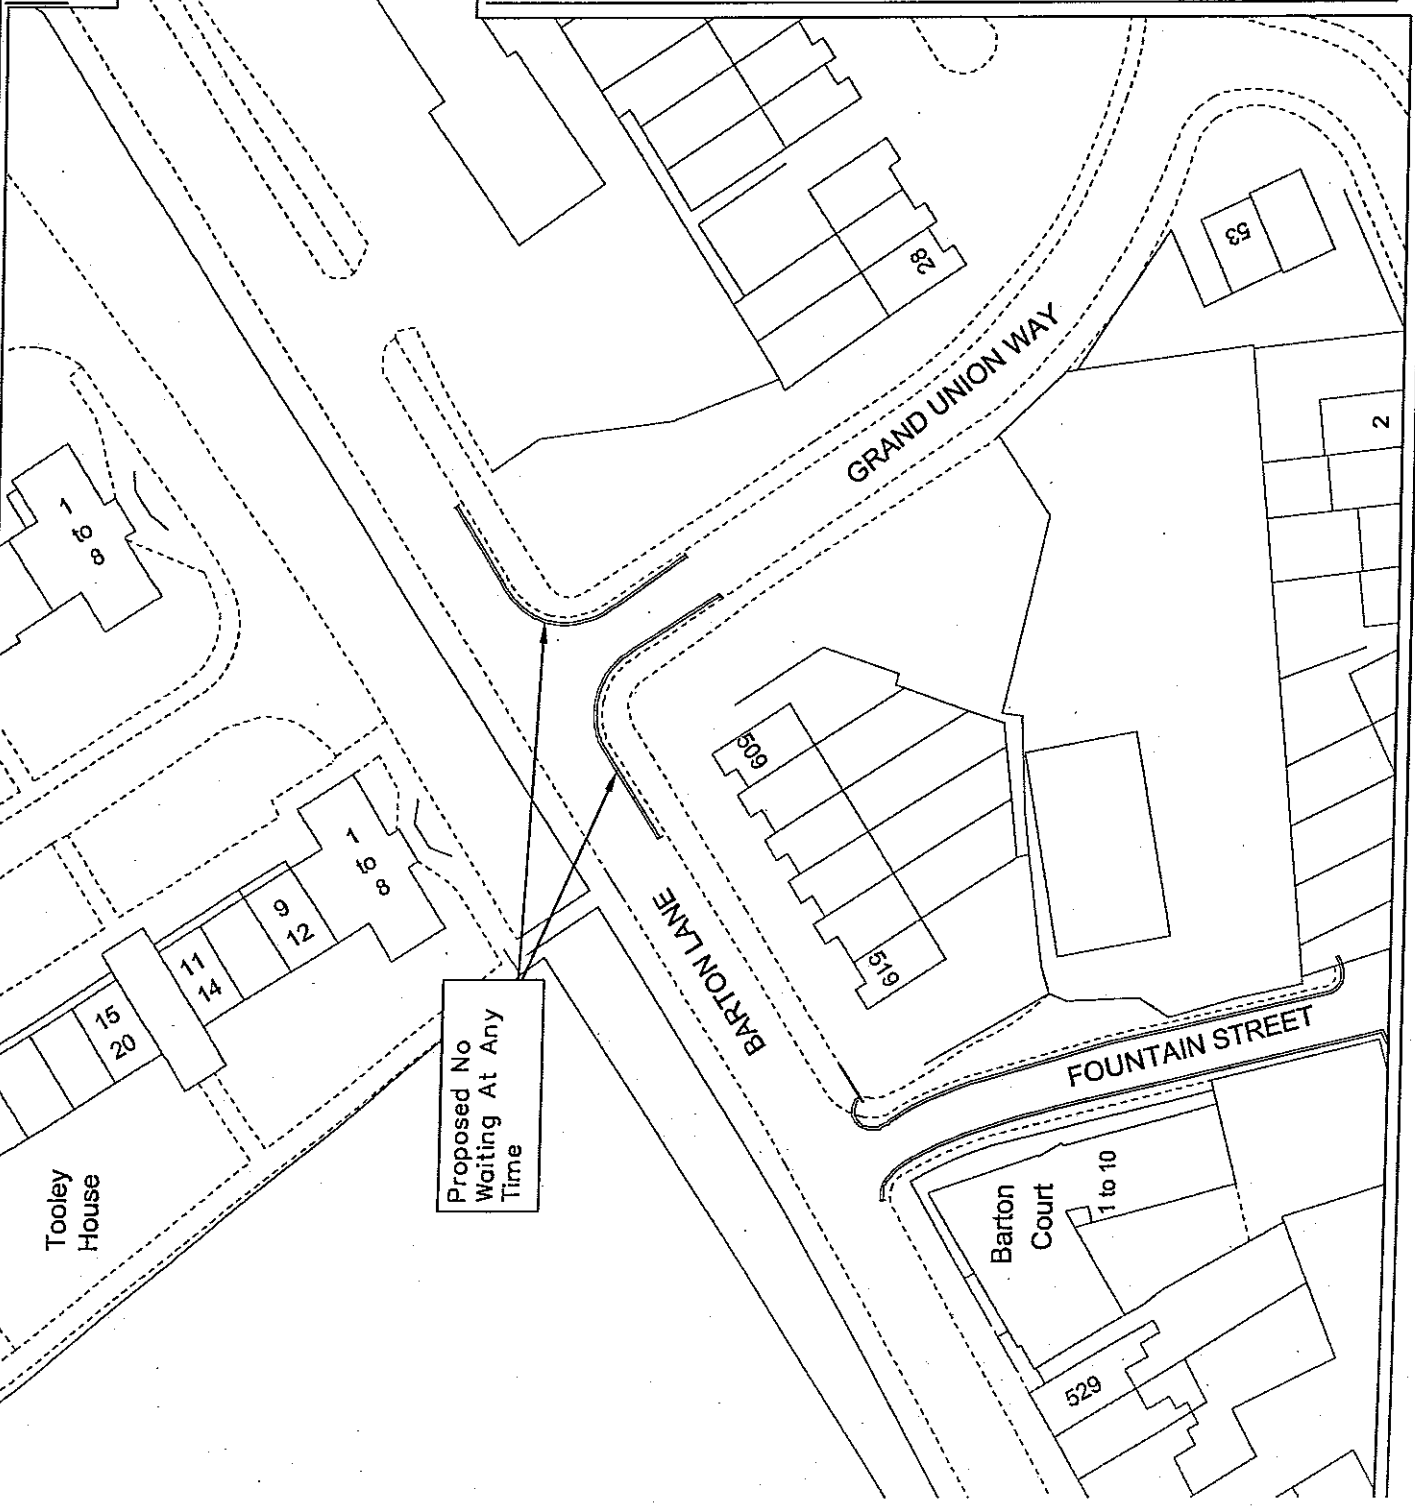 1
to
8
53
28
GRAND UNION WAY
2
509
1
to
8
9
12
11
14
15
20
519
BARTON LANE
Proposed No
Waiting At Any
Time
FOUNTAIN STREET
Tooley
House
Barton
Court
1 to 10
529